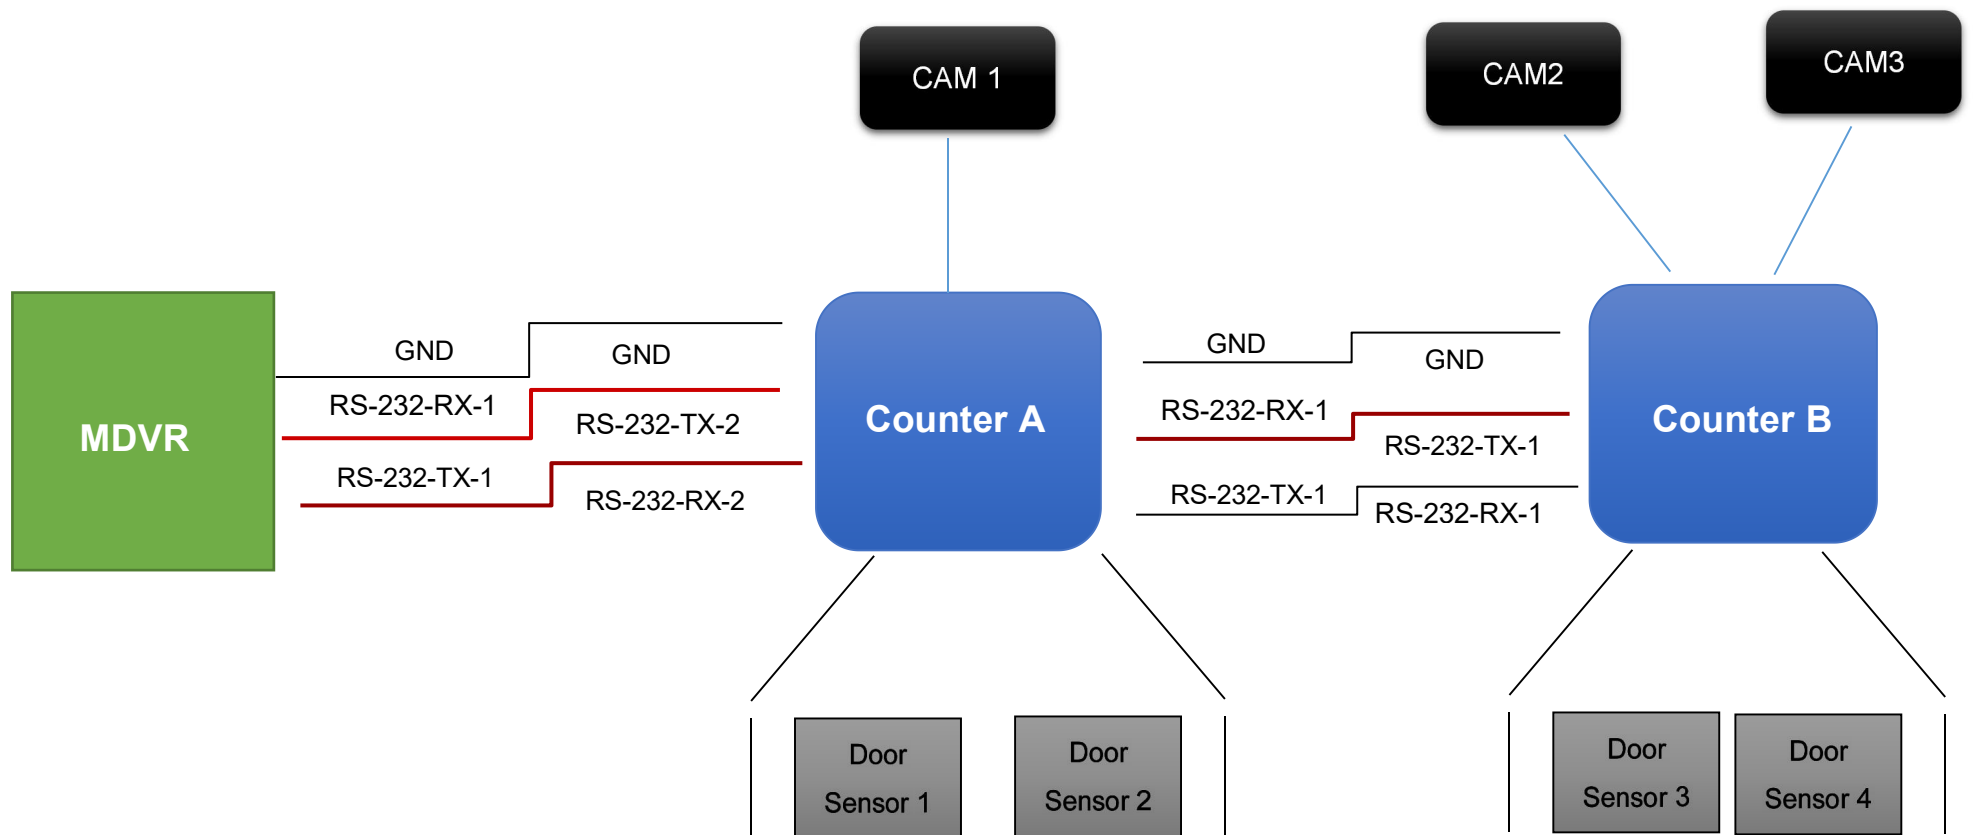 CAM 1
CAM2
CAM3
MDVR
GND
GND
RS-232-RX-1
RS-232-TX-2
RS-232-TX-1
RS-232-RX-2
Counter A
GND
GND
RS-232-RX-1
RS-232-TX-1
RS-232-TX-1
RS-232-RX-1
Counter B
Door
Sensor 1
Door
Sensor 2
Door
Sensor 3
Door
Sensor 4